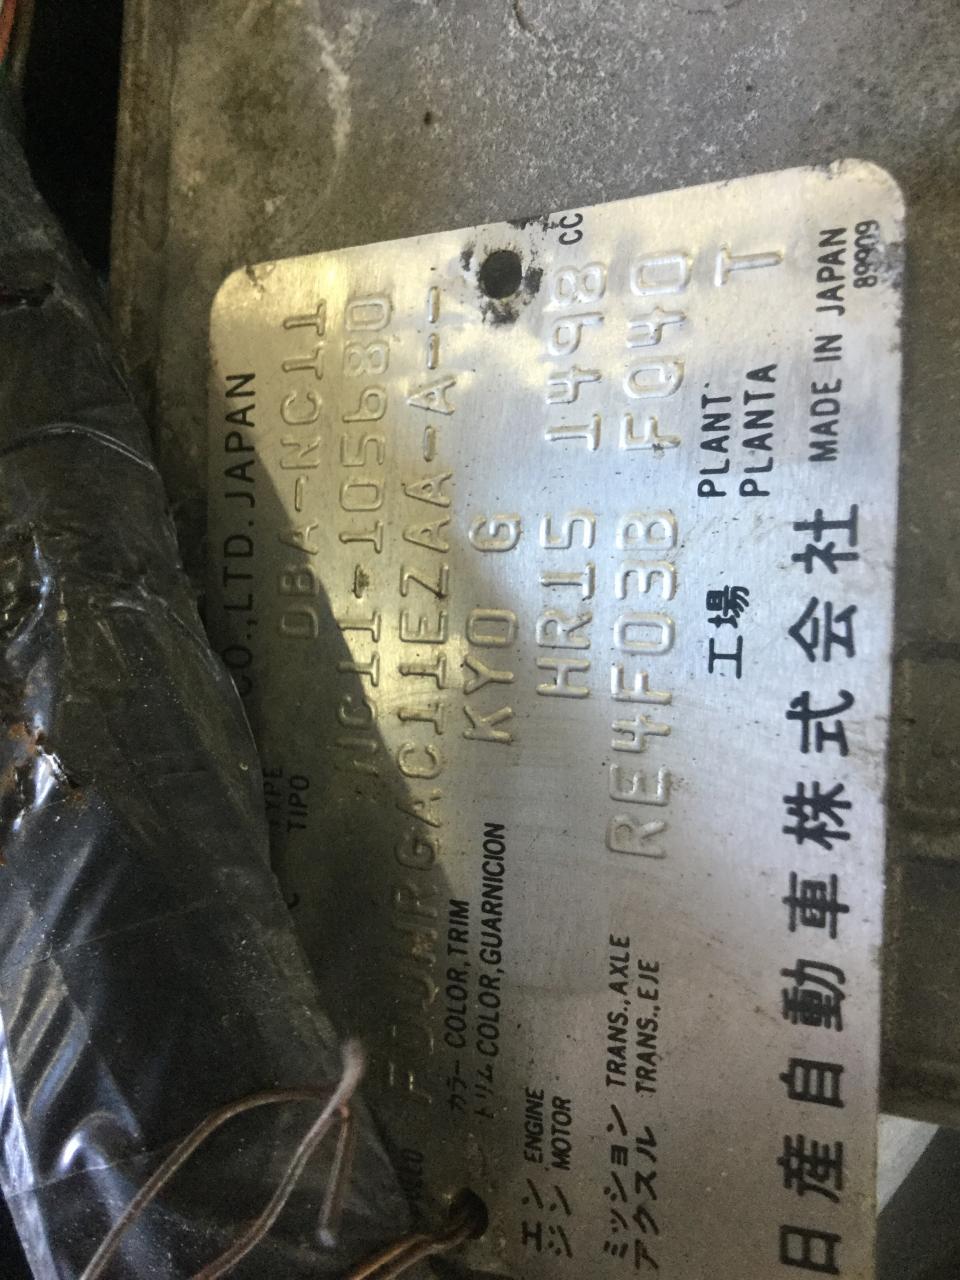 CO.,LTD. JAPAN
TYPE
TIPO DBA-NC11
NC11-105680
GAC11EZAA-A---
カラー COLOR,TRIM
トリム COLOR,GUARNICION KY0 G
エン ENGINE
ジン MOTOR HR15 1498 CC
ミッション TRANS.,AXLE
アクスル TRANS.,EJE RE4F03B FQ40
工場 PLANT
PLANTA T
日産自動車株式会社 MADE IN JAPAN
89909